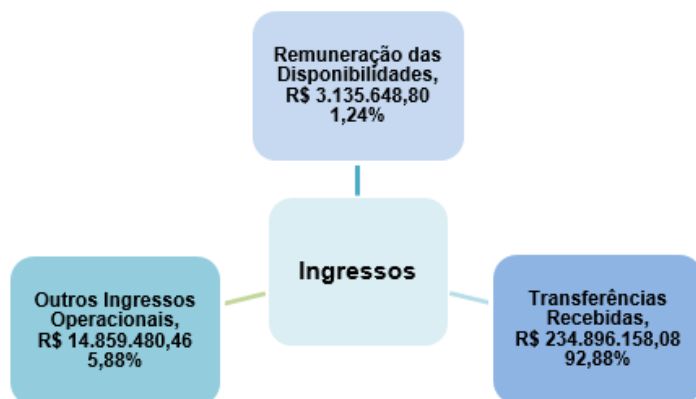 Remuneração das
Disponibilidades,
R$ 3.135.648,80
1,24%
Ingressos
Outros Ingressos
Operacionais,
R$ 14.859.480,46
5,88%
Transferências
Recebidas,
R$ 234.896.158,08
92,88%